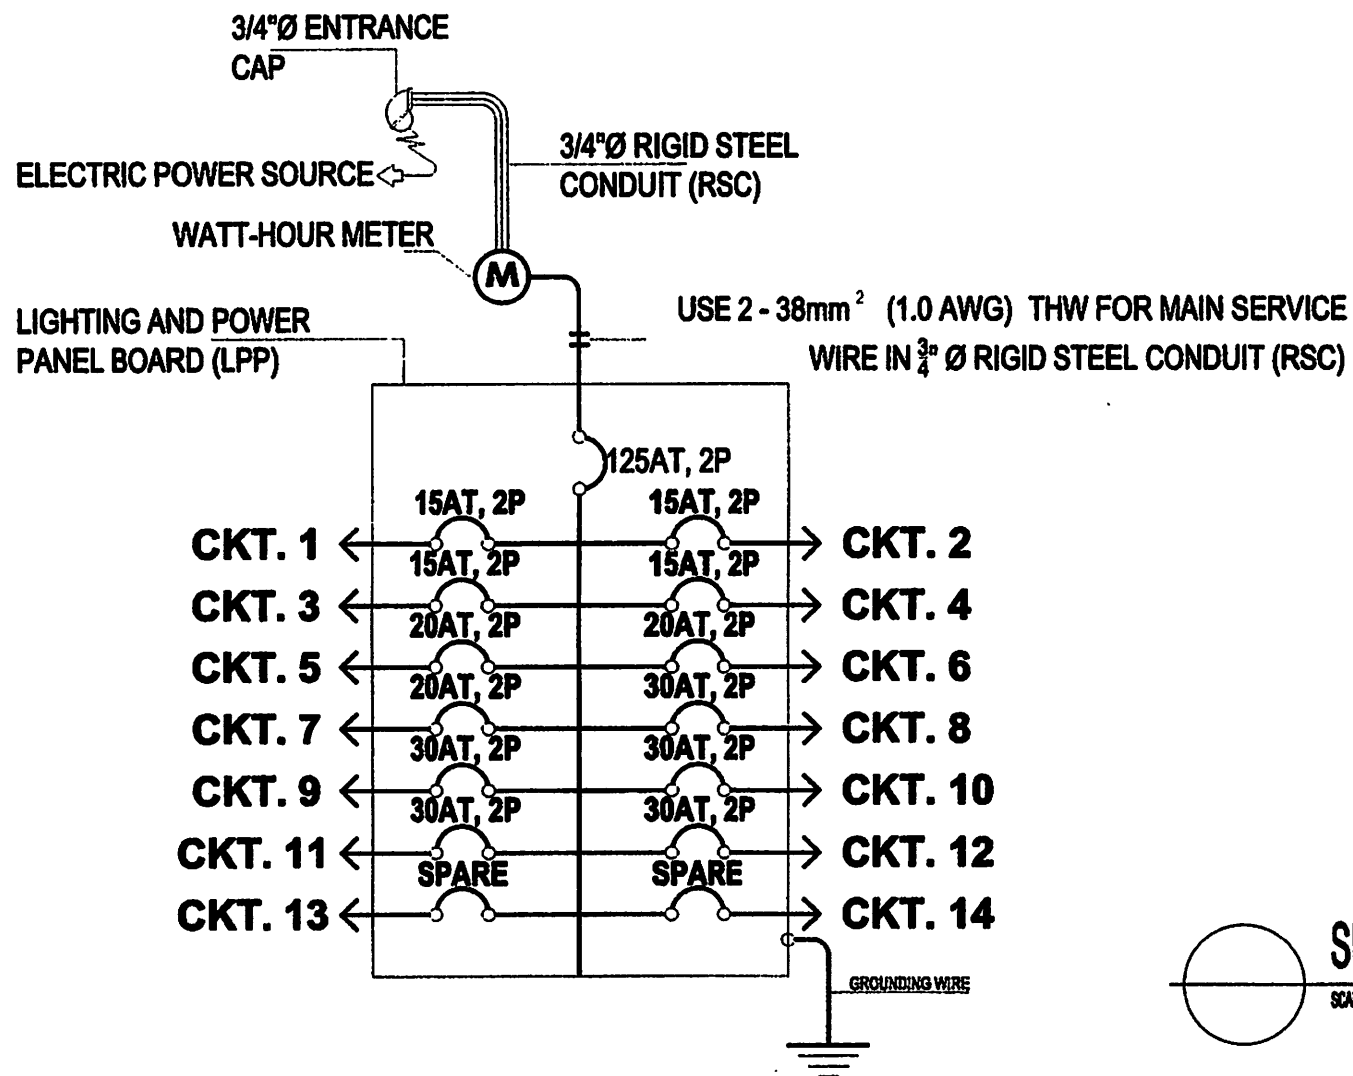 3/4"Ø ENTRANCE
CAP
3/4"Ø RIGID STEEL
CONDUIT (RSC)
ELECTRIC POWER SOURCE
WATT-HOUR METER
M
USE 2 - 38mm² (1.0 AWG) THW FOR MAIN SERVICE
WIRE IN ¾" Ø RIGID STEEL CONDUIT (RSC)
LIGHTING AND POWER
PANEL BOARD (LPP)
125AT, 2P
15AT, 2P 15AT, 2P
CKT. 1 CKT. 2
15AT, 2P 15AT, 2P
CKT. 3 CKT. 4
20AT, 2P 20AT, 2P
CKT. 5 CKT. 6
20AT, 2P 30AT, 2P
CKT. 7 CKT. 8
30AT, 2P 30AT, 2P
CKT. 9 CKT. 10
30AT, 2P 30AT, 2P
CKT. 11 CKT. 12
SPARE SPARE
CKT. 13 CKT. 14
GROUNDING WIRE